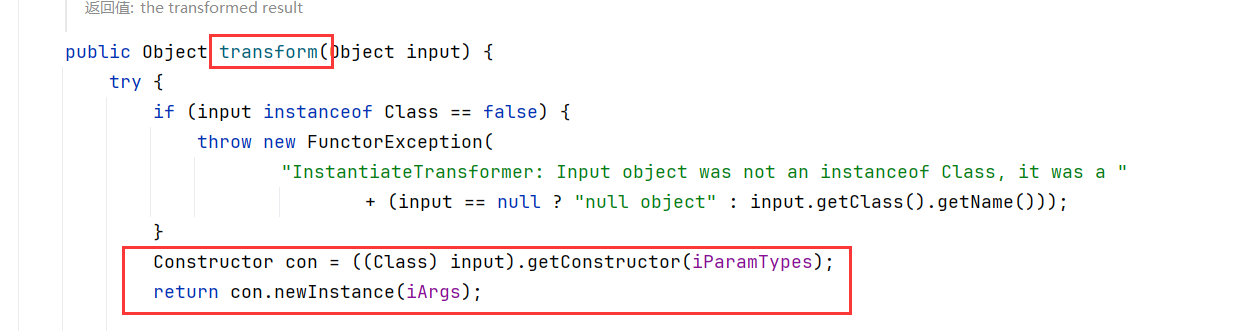 返回值: the transformed result
public Object transform(Object input) {
try {
if (input instanceof Class == false) {
throw new FunctorException(
"InstantiateTransformer: Input object was not an instanceof Class, it was a "
+ (input == null ? "null object" : input.getClass().getName()));
}
Constructor con = ((Class) input).getConstructor(iParamTypes);
return con.newInstance(iArgs);